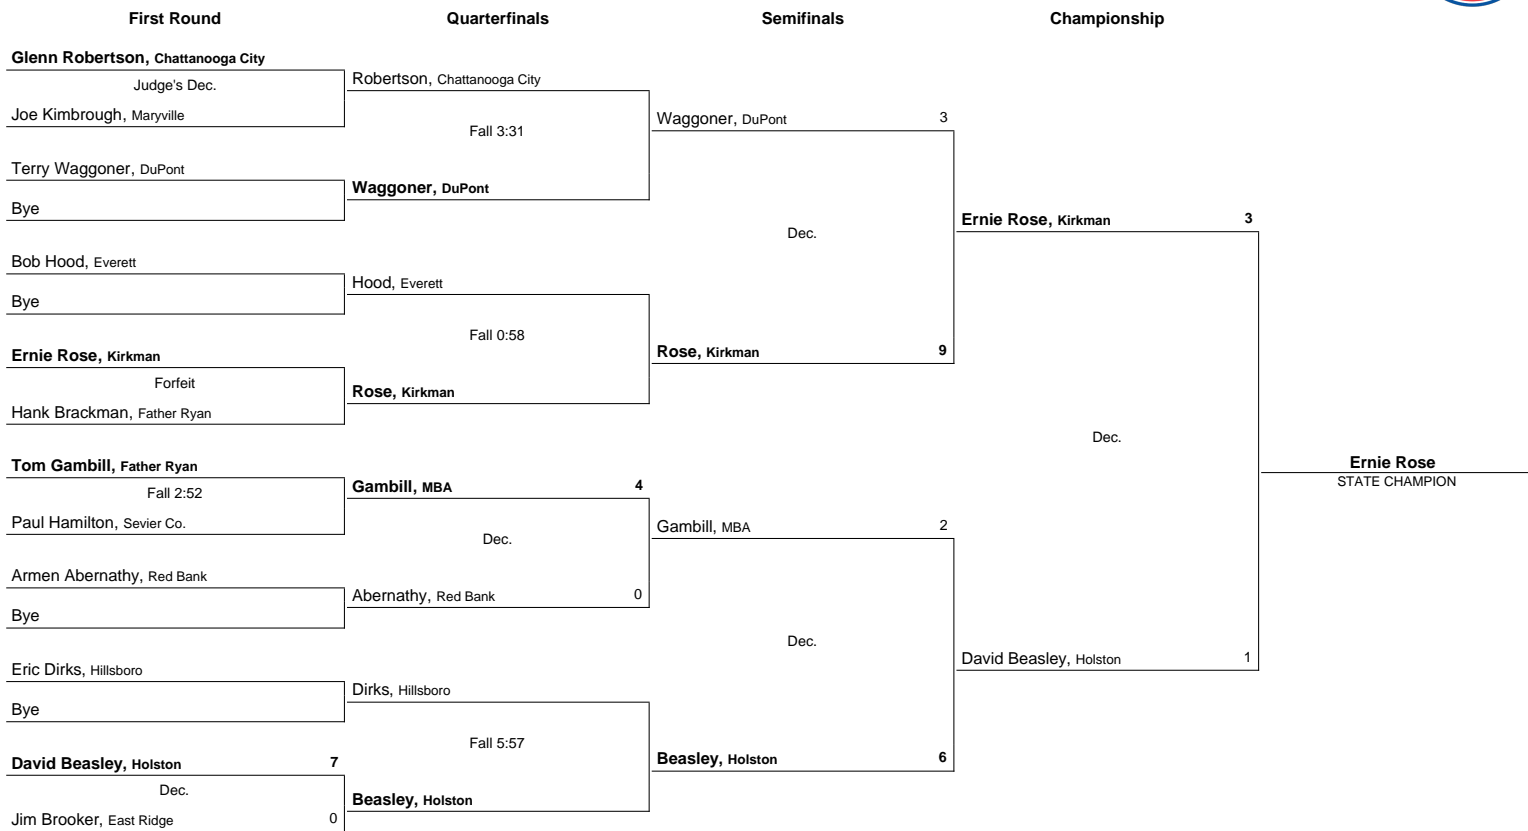 First Round
Quarterfinals
Semifinals
Championship
Glenn Robertson, Chattanooga City
Judge's Dec.
Joe Kimbrough, Maryville
Terry Waggoner, DuPont
Bye
Bob Hood, Everett
Bye
Ernie Rose, Kirkman
Forfeit
Hank Brackman, Father Ryan
Tom Gambill, Father Ryan
Fall 2:52
Paul Hamilton, Sevier Co.
Armen Abernathy, Red Bank
Bye
Eric Dirks, Hillsboro
Bye
David Beasley, Holston 7
Dec.
Jim Brooker, East Ridge 0
Robertson, Chattanooga City
Fall 3:31
Waggoner, DuPont
Hood, Everett
Fall 0:58
Rose, Kirkman
Gambill, MBA 4
Dec.
Abernathy, Red Bank 0
Dirks, Hillsboro
Fall 5:57
Beasley, Holston
Waggoner, DuPont 3
Dec.
Rose, Kirkman 9
Gambill, MBA 2
Dec.
Beasley, Holston 6
Ernie Rose, Kirkman 3
Dec.
David Beasley, Holston 1
Ernie Rose
STATE CHAMPION